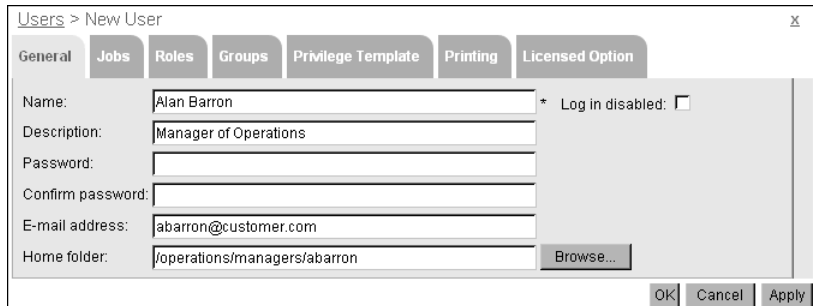 Users > New User x
General Jobs Roles Groups Privilege Template Printing Licensed Option
Name: Alan Barron * Log in disabled:
Description: Manager of Operations
Password:
Confirm password:
E-mail address: abarron@customer.com
Home folder: /operations/managers/abarron Browse...
OK Cancel Apply